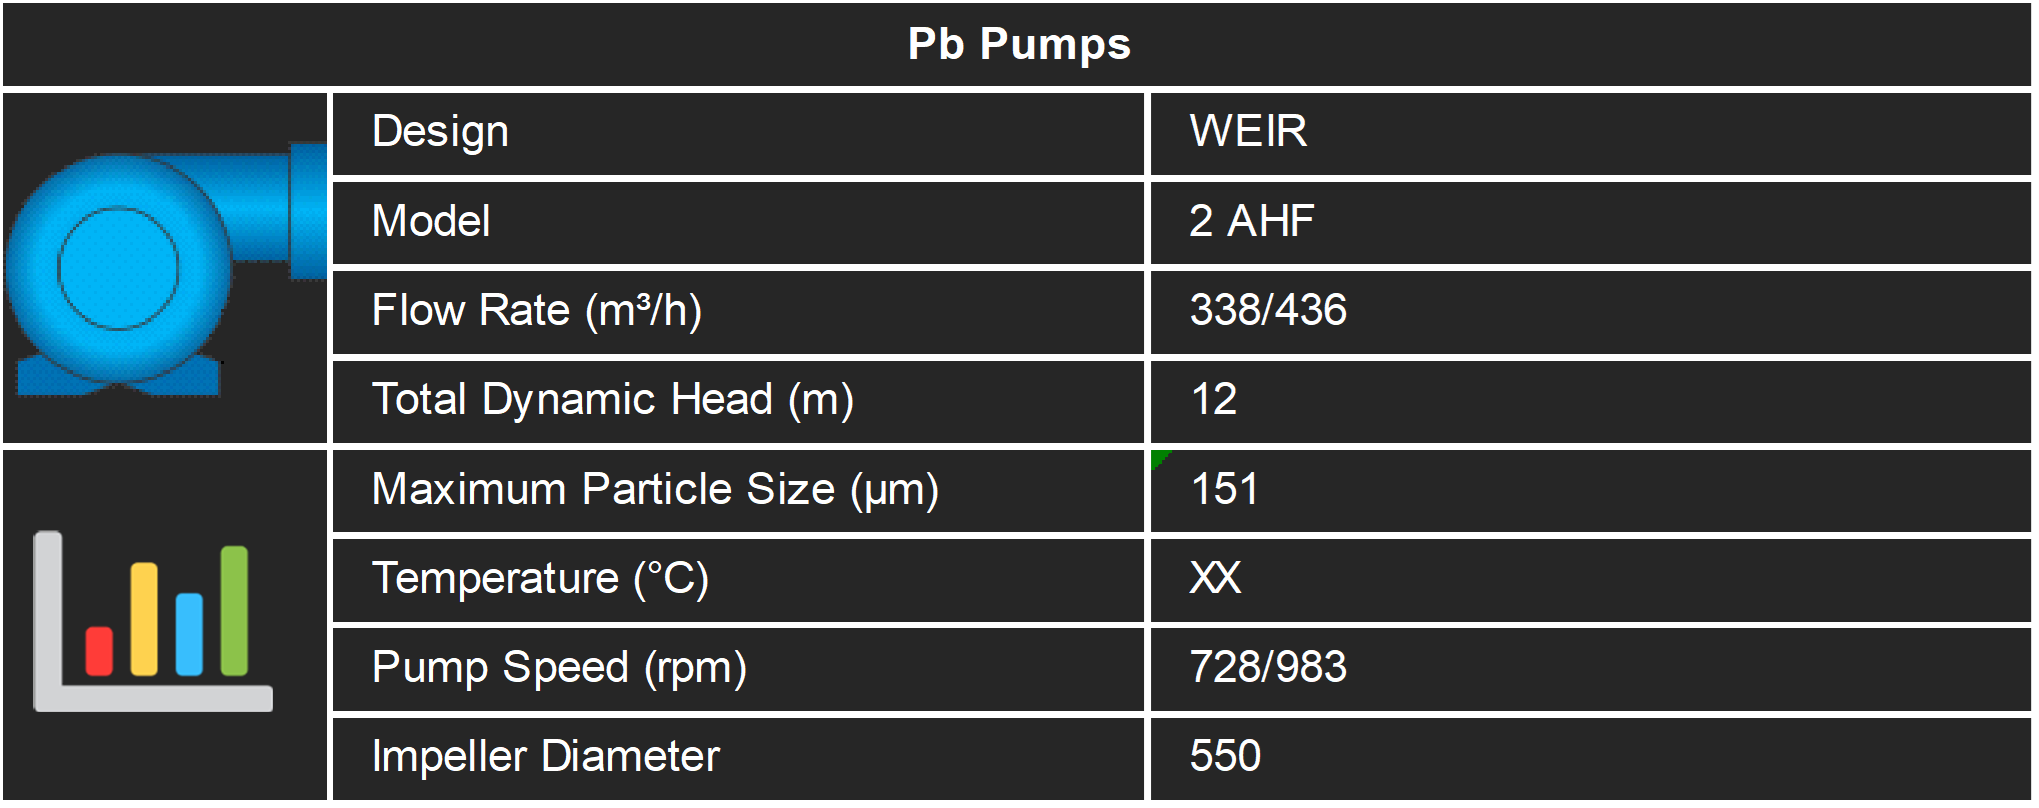 Pb Pumps
Design WEIR
Model 2 AHF
Flow Rate (m³/h) 338/436
Total Dynamic Head (m) 12
Maximum Particle Size (µm) 151
Temperature (°C) XX
Pump Speed (rpm) 728/983
Impeller Diameter 550